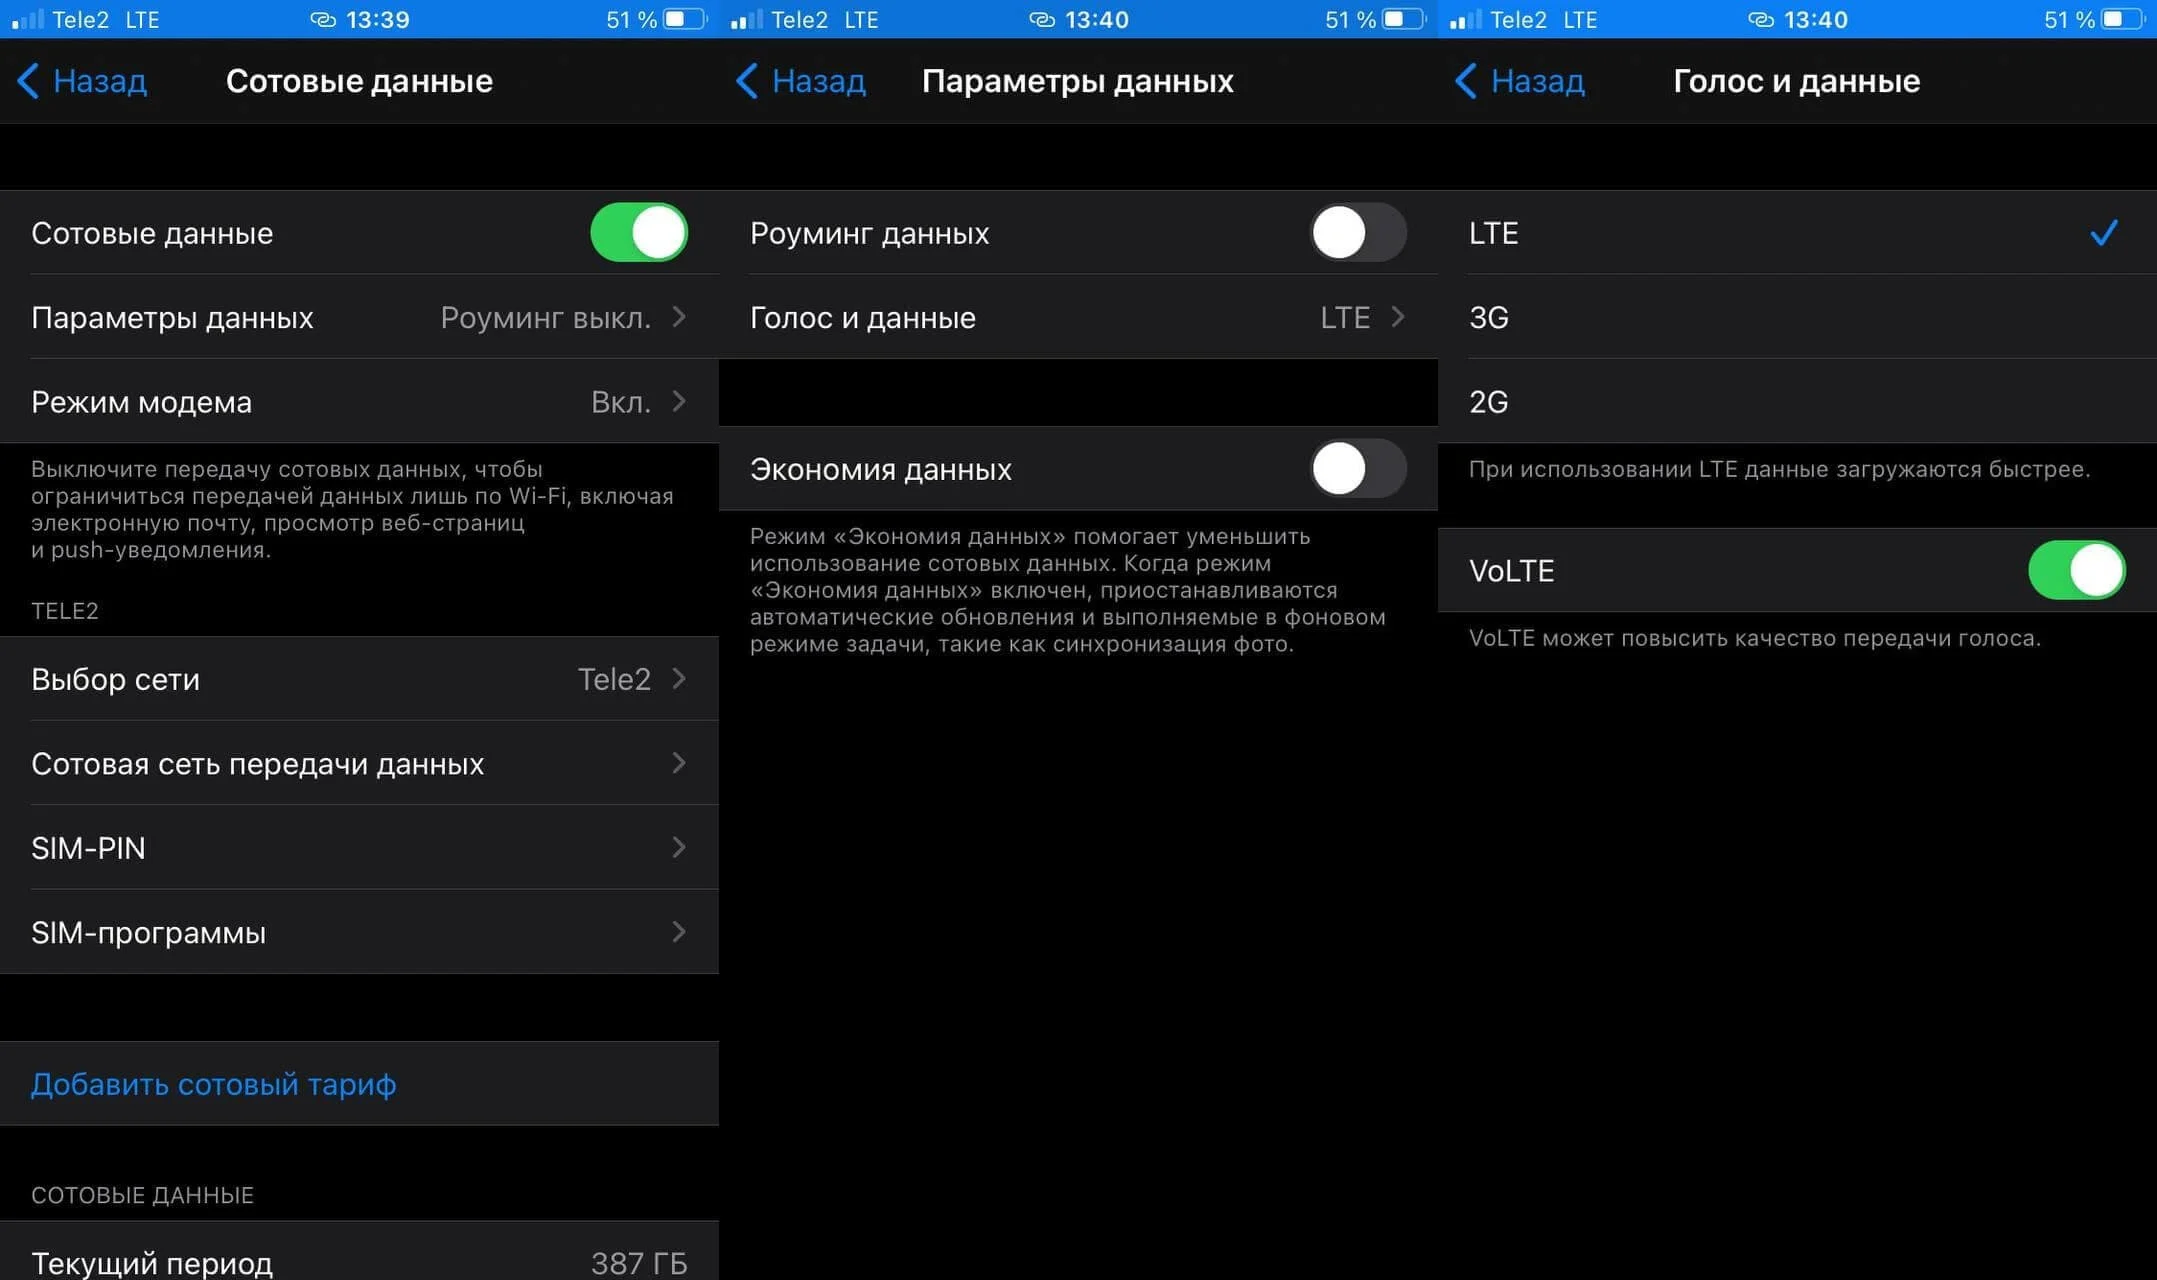 Tele2 LTE 13:39 51 %
Назад Сотовые данные
Сотовые данные
Параметры данных Роуминг выкл.
Режим модема Вкл.
Выключите передачу сотовых данных, чтобы
ограничиться передачей данных лишь по Wi-Fi, включая
электронную почту, просмотр веб-страниц
и push-уведомления.
TELE2
Выбор сети Tele2
Сотовая сеть передачи данных
SIM-PIN
SIM-программы
Добавить сотовый тариф
СОТОВЫЕ ДАННЫЕ
Текущий период 387 ГБ
Tele2 LTE 13:40 51 %
Назад Параметры данных
Роуминг данных
Голос и данные LTE
Экономия данных
Режим «Экономия данных» помогает уменьшить
использование сотовых данных. Когда режим
«Экономия данных» включен, приостанавливаются
автоматические обновления и выполняемые в фоновом
режиме задачи, такие как синхронизация фото.
Tele2 LTE 13:40 51 %
Назад Голос и данные
LTE
3G
2G
При использовании LTE данные загружаются быстрее.
VoLTE
VoLTE может повысить качество передачи голоса.